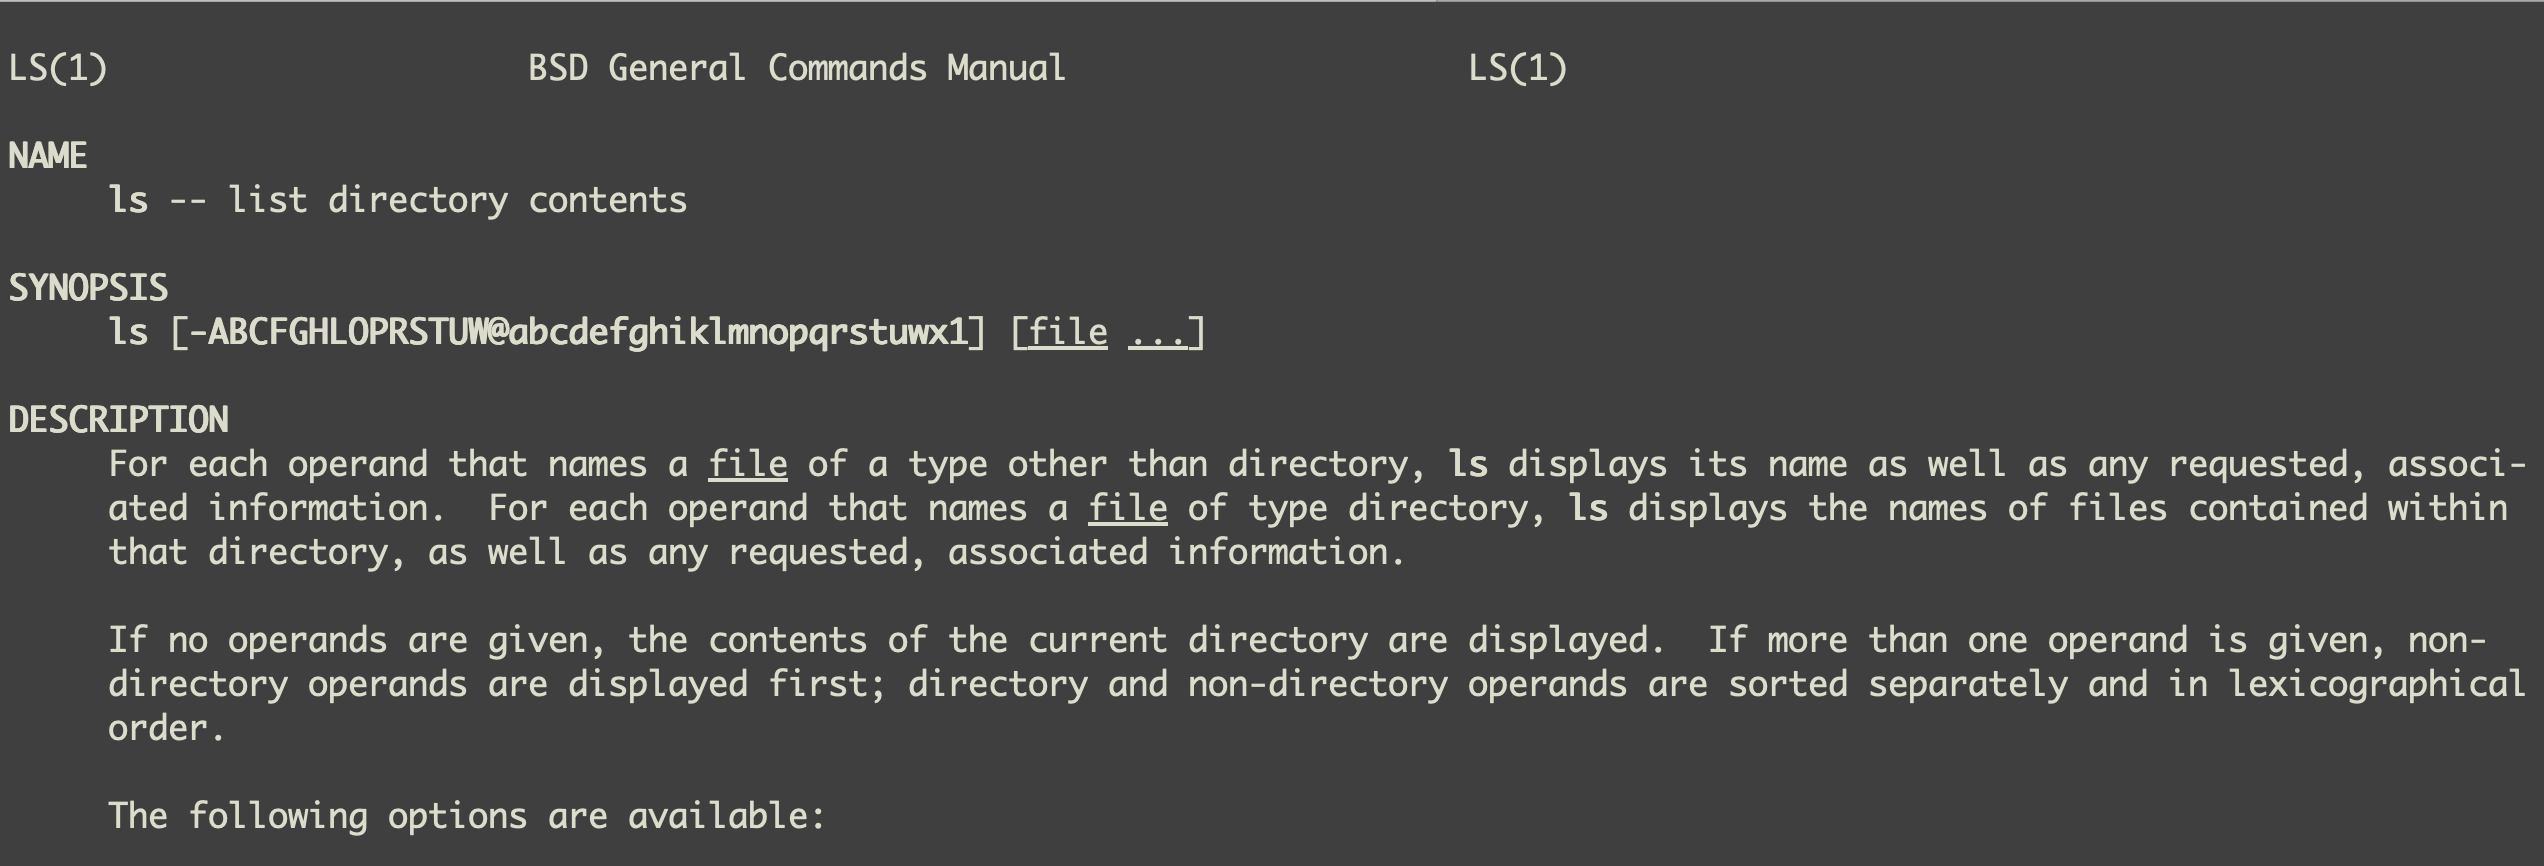 LS(1)                     BSD General Commands Manual                    LS(1)
NAME
ls -- list directory contents
SYNOPSIS
ls [-ABCFGHLOPRSTUW@abcdefghiklmnopqrstuwx1] [file ...]
DESCRIPTION
For each operand that names a file of a type other than directory, ls displays its name as well as any requested, associ-
ated information.  For each operand that names a file of type directory, ls displays the names of files contained within
that directory, as well as any requested, associated information.
If no operands are given, the contents of the current directory are displayed.  If more than one operand is given, non-
directory operands are displayed first; directory and non-directory operands are sorted separately and in lexicographical
order.
The following options are available: